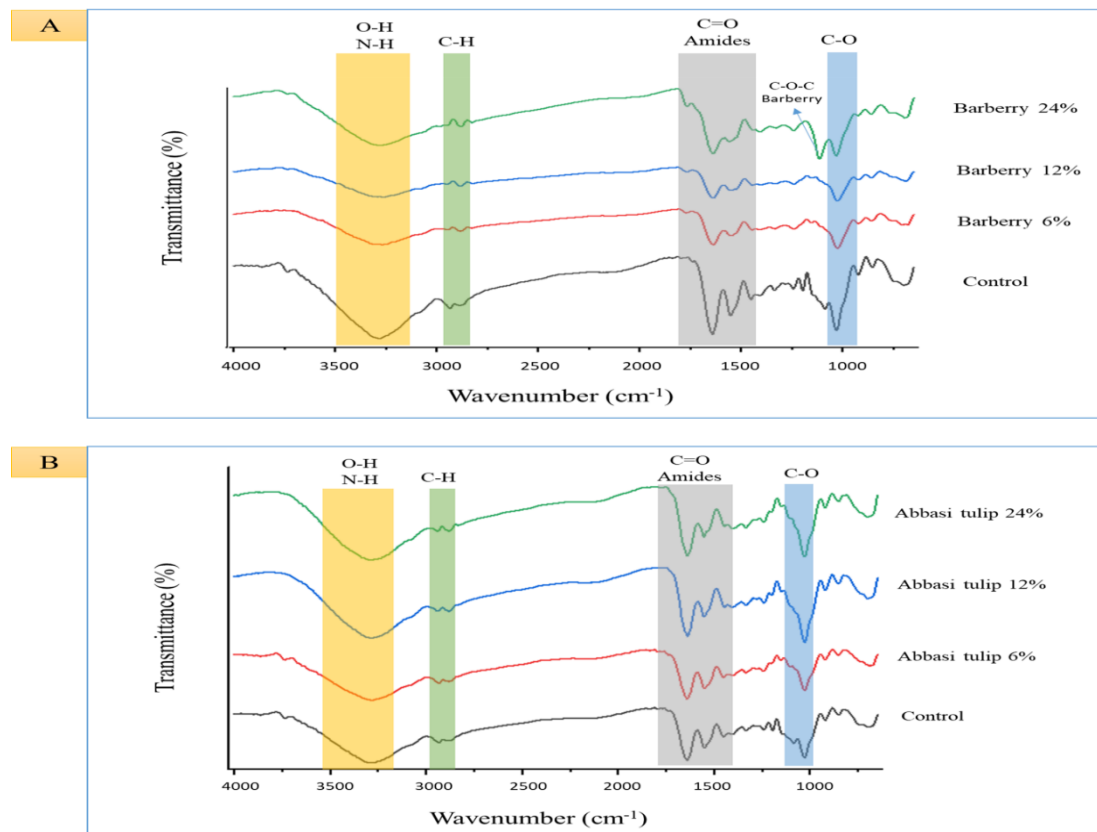 A
O-H
N-H
C-H
C=O
Amides
C-O
C-O-C
Barberry
Barberry 24%
Barberry 12%
Barberry 6%
Control
Transmittance (%)
4000 3500 3000 2500 2000 1500 1000
Wavenumber (cm⁻¹)
B
O-H
N-H
C-H
C=O
Amides
C-O
Abbasi tulip 24%
Abbasi tulip 12%
Abbasi tulip 6%
Control
Transmittance (%)
4000 3500 3000 2500 2000 1500 1000
Wavenumber (cm⁻¹)